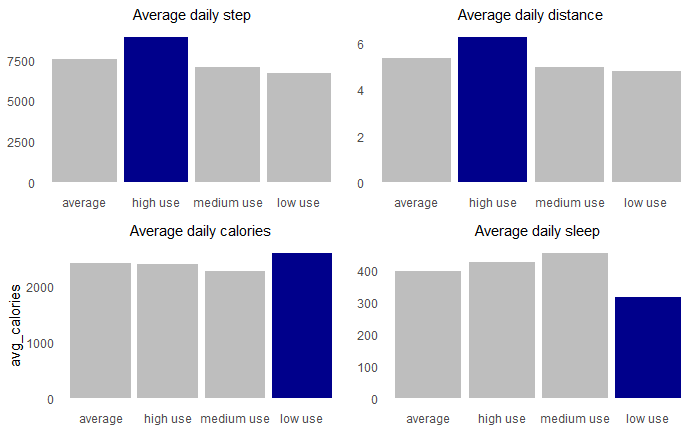 Average daily step
7500
5000
2500
0
average high use medium use low use
Average daily distance
6
4
2
0
average high use medium use low use
Average daily calories
avg_calories
2000
1000
0
average high use medium use low use
Average daily sleep
400
300
200
100
0
average high use medium use low use